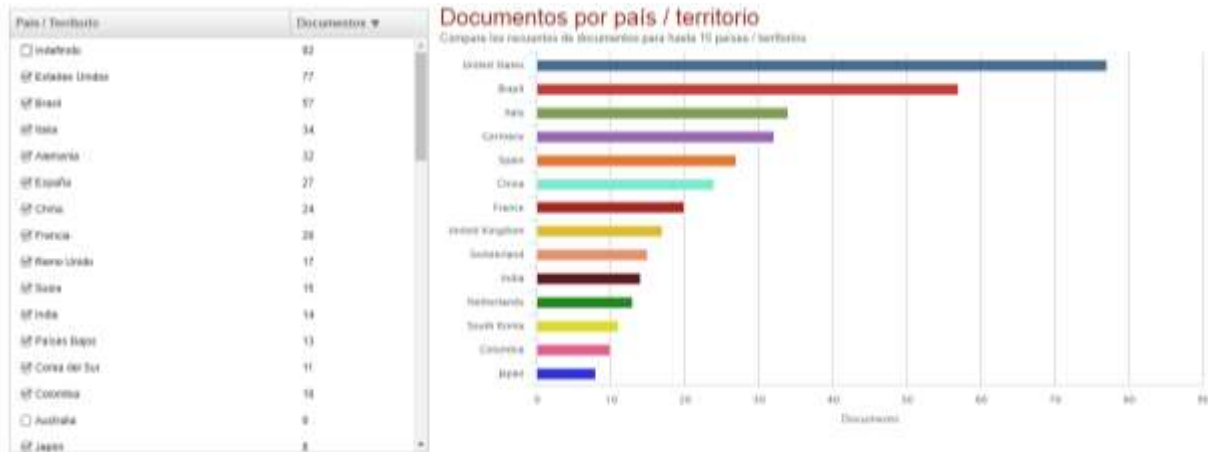 País / Territorio Documentos ▼
Indefinido 92
Estados Unidos 77
Brasil 57
Italia 34
Alemania 32
España 27
China 24
Francia 20
Reino Unido 17
Suiza 15
India 14
Países Bajos 13
Corea del Sur 11
Colombia 10
Australia 9
Japón 8
Documentos por país / territorio
Compara los recuentos de documentos para hasta 15 países / territorios
United States
Brazil
Italy
Germany
Spain
China
France
United Kingdom
Switzerland
India
Netherlands
South Korea
Colombia
Japan
0 10 20 30 40 50 60 70 80 90
Documents